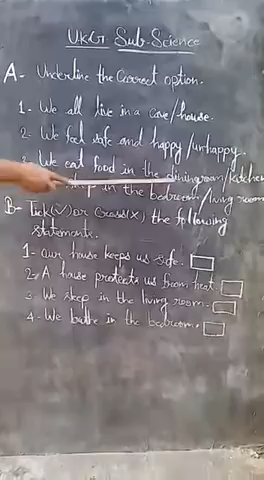 U.K.G Sub-Science
A- Underline the Correct option.
1- We all live in a cave/house.
2- We feel safe and happy/unhappy.
3- We eat food in the diningroom/kitchen
sleep in the bedroom/living room
B- Tick(√) or Cross(X) the following
statements.
1- our house keeps us safe.
2- A house protects us from heat.
3- We sleep in the living room.
4- We bathe in the bedroom.